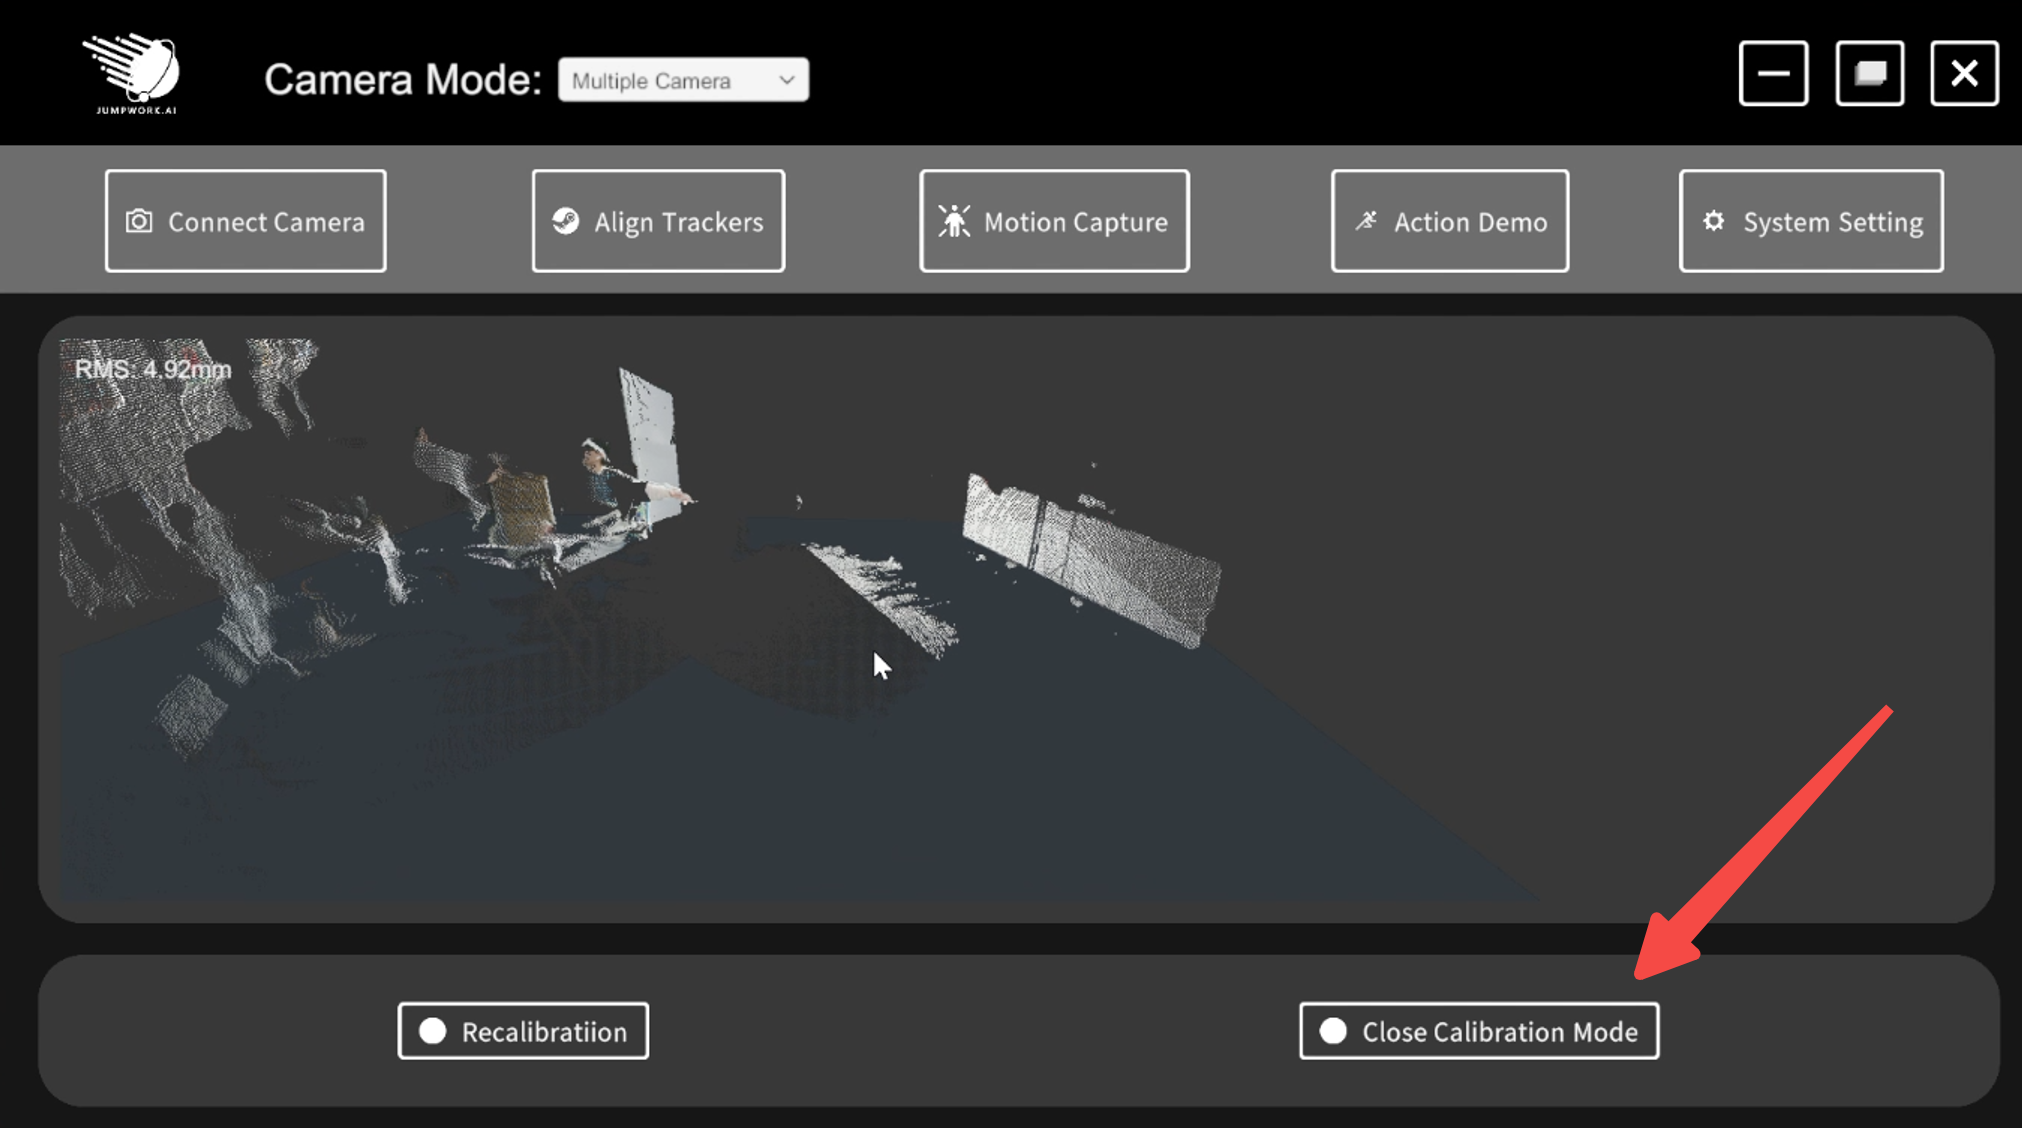 JUMPWORK.AI
Camera Mode: Multiple Camera
Connect Camera
Align Trackers
Motion Capture
Action Demo
System Setting
RMS: 4.92mm
Recalibratiion
Close Calibration Mode